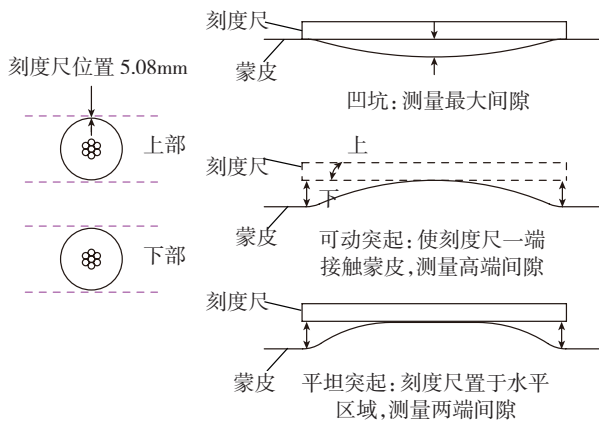 刻度尺位置 5.08mm
上部
下部
刻度尺
蒙皮
凹坑:测量最大间隙
刻度尺
上
下
蒙皮
可动突起:使刻度尺一端
接触蒙皮,测量高端间隙
刻度尺
蒙皮
平坦突起:刻度尺置于水平
区域,测量两端间隙